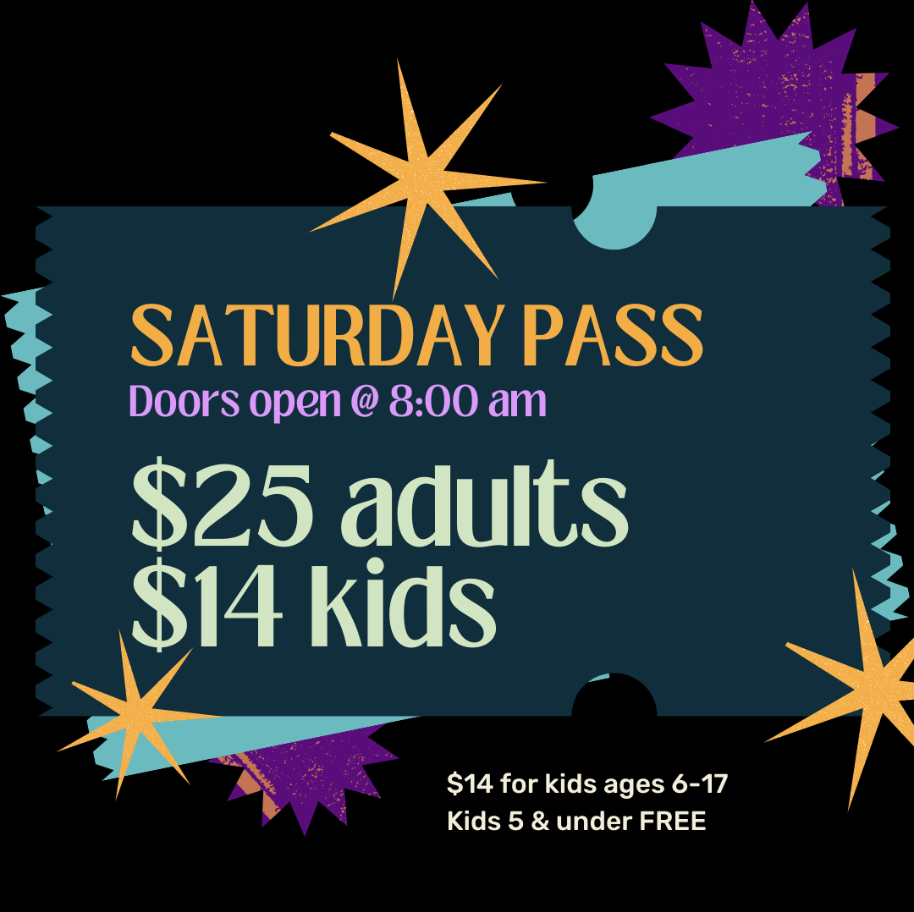 SATURDAY PASS
Doors open @ 8:00 am
$25 adults
$14 kids
$14 for kids ages 6-17
Kids 5 & under FREE